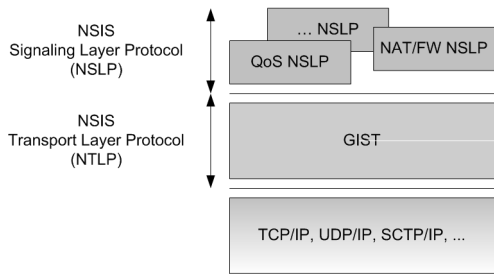 NSIS
Signaling Layer Protocol
(NSLP)
... NSLP
NAT/FW NSLP
QoS NSLP
NSIS
Transport Layer Protocol
(NTLP)
GIST
TCP/IP, UDP/IP, SCTP/IP, ...